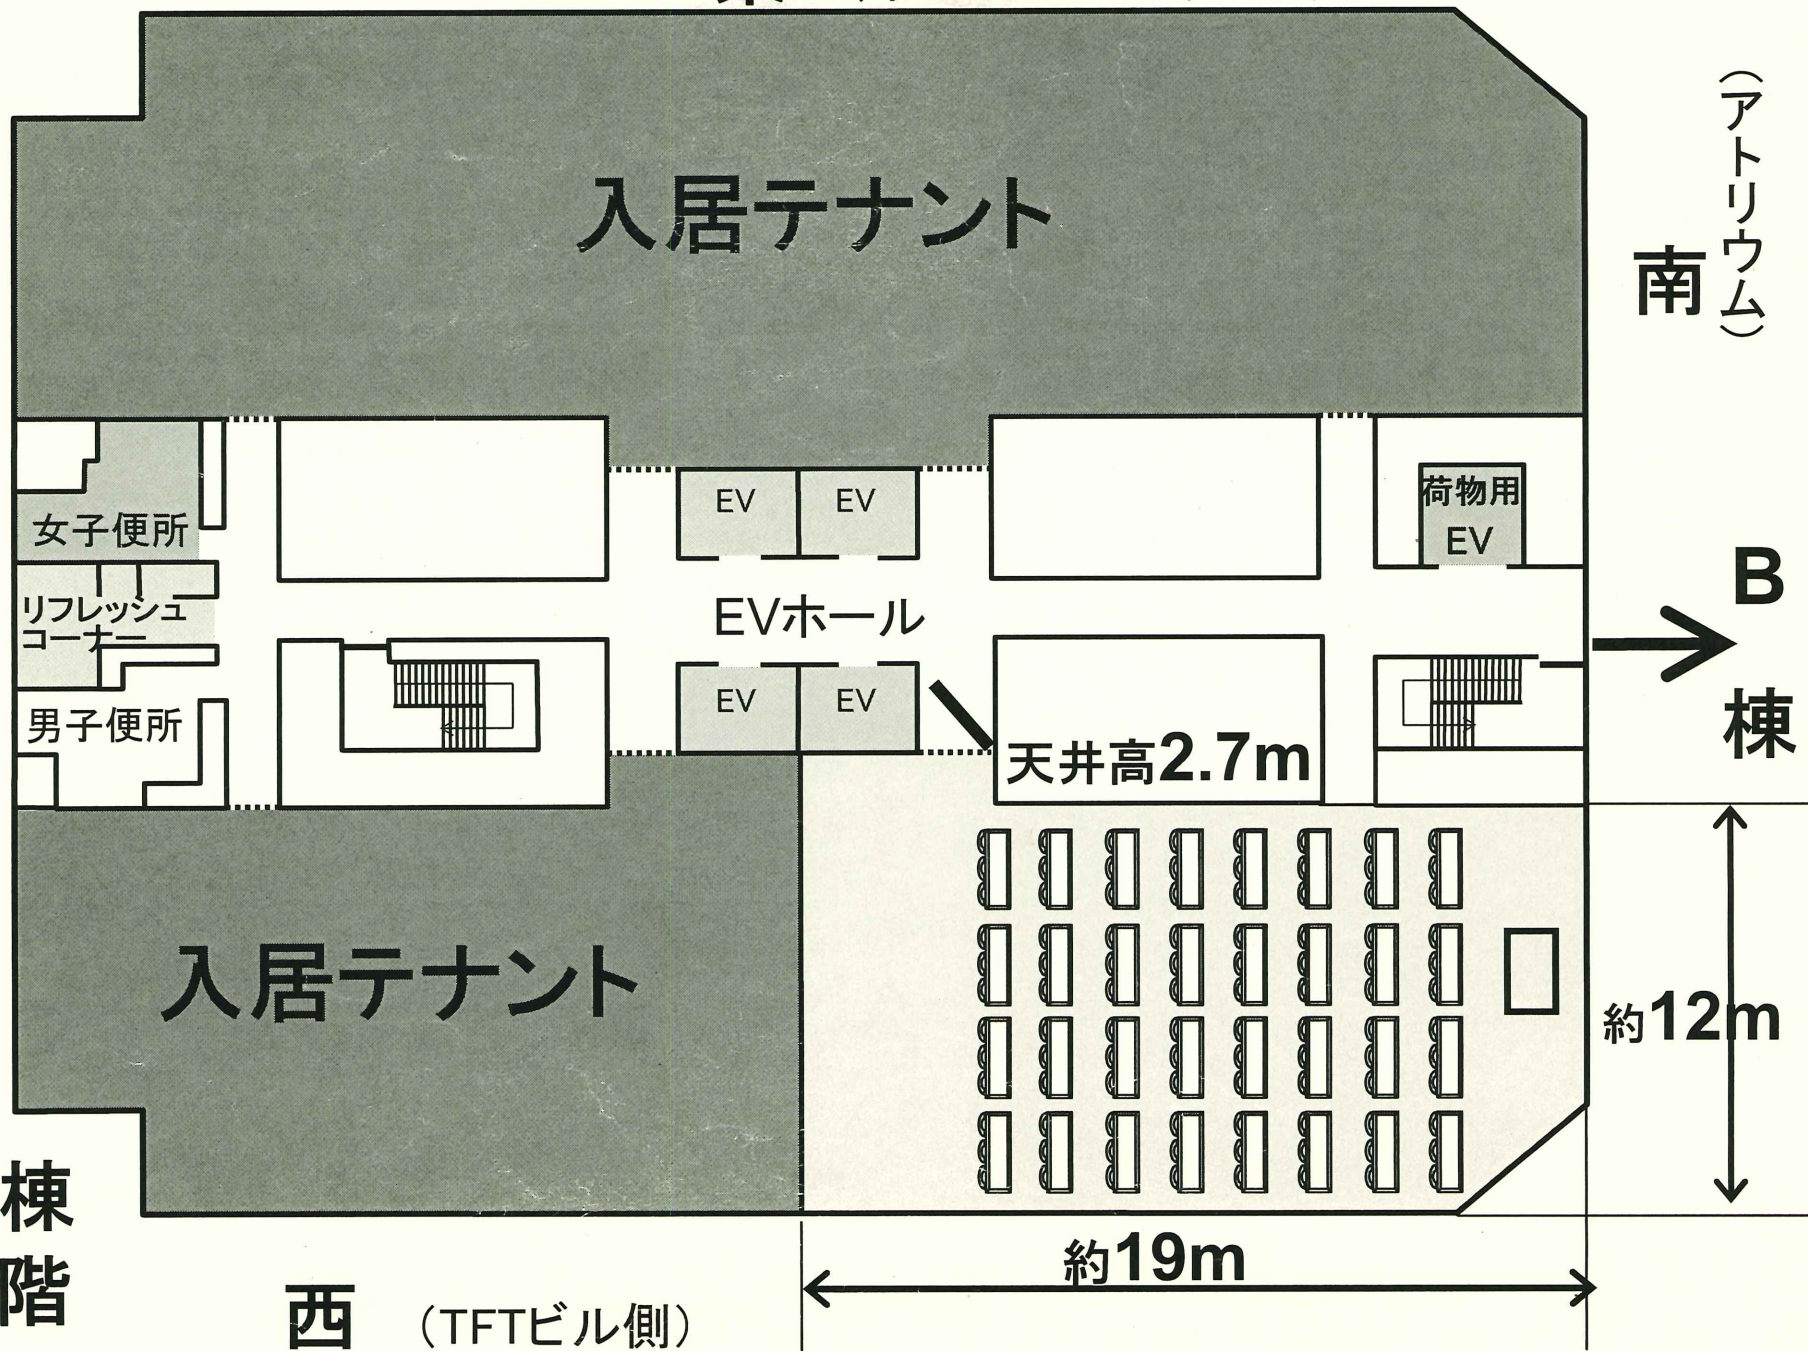 (アトリウム)
南
入居テナント
EV
EV
荷物用
EV
女子便所
リフレッシュ
コーナー
EVホール
B
棟
EV
EV
男子便所
天井高2.7m
入居テナント
約12m
棟
階
約19m
西 (TFTビル側)